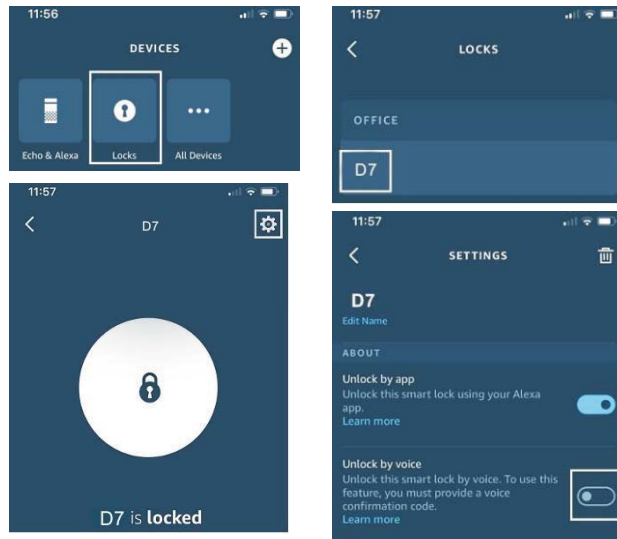 11:56
DEVICES
Echo & Alexa
Locks
All Devices
11:57
LOCKS
OFFICE
D7
11:57
D7
D7 is locked
11:57
SETTINGS
D7
Edit Name
ABOUT
Unlock by app
Unlock this smart lock using your Alexa
app.
Learn more
Unlock by voice
Unlock this smart lock by voice. To use this
feature, you must provide a voice
confirmation code.
Learn more